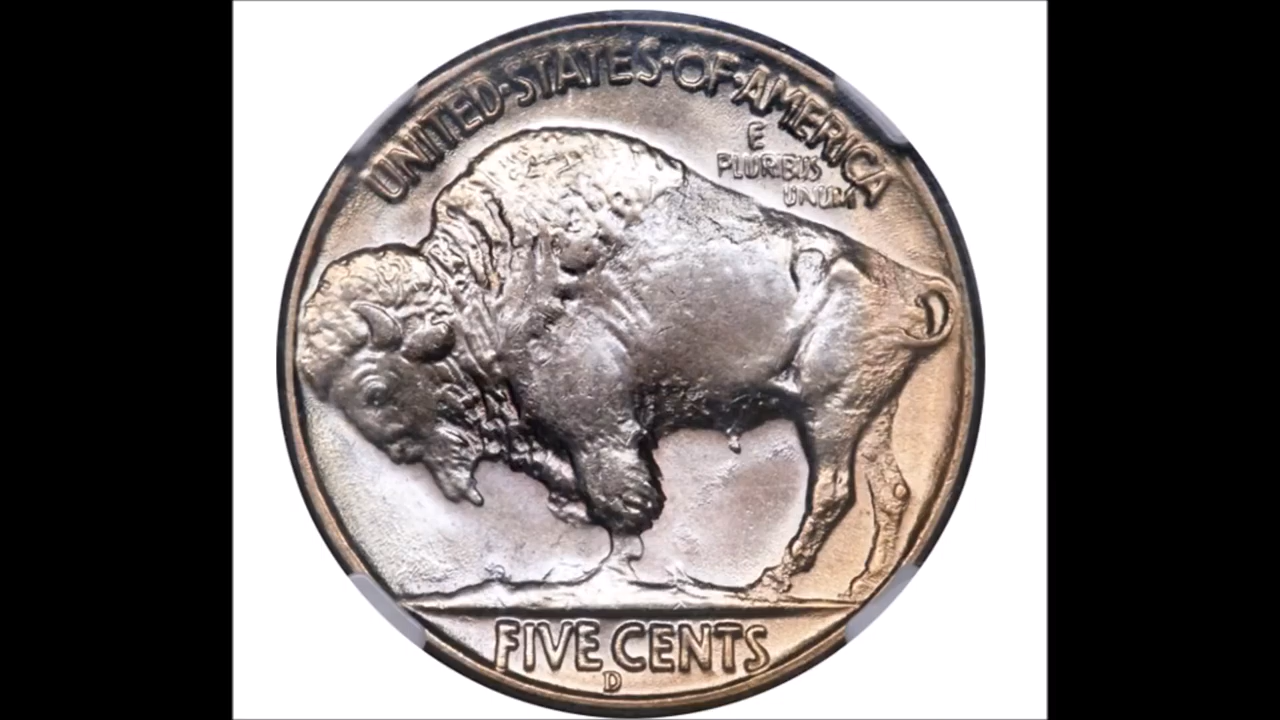 UNITED·STATES·OF·AMERICA
E
PLURIBUS
UNUM
FIVE CENTS
D